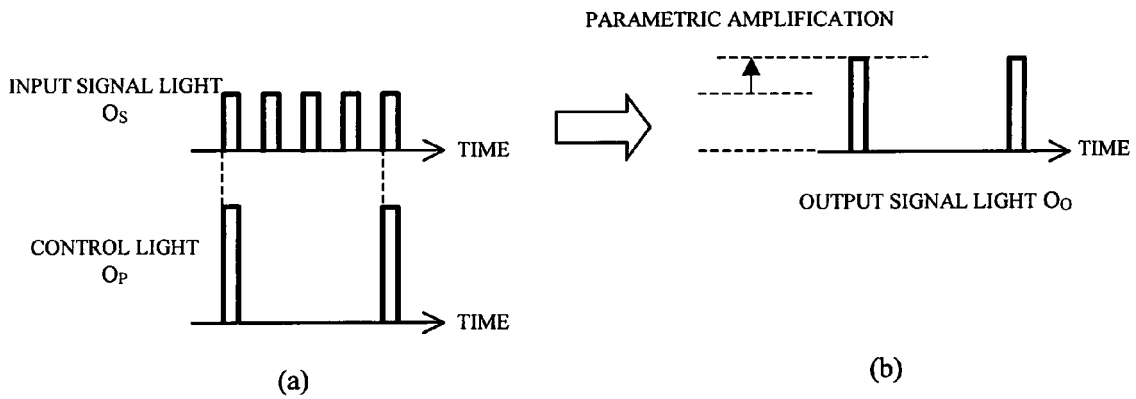 PARAMETRIC AMPLIFICATION
INPUT SIGNAL LIGHT
OS
TIME
TIME
OUTPUT SIGNAL LIGHT OO
CONTROL LIGHT
OP
TIME
(a)
(b)